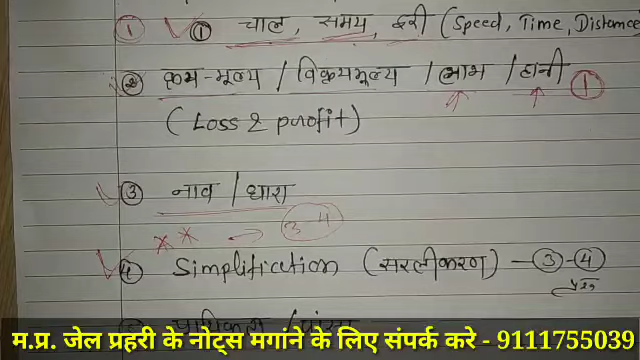 ① ① चाल, समय, दूरी (Speed, Time, Distance
② क्रय-मूल्य / विक्रयमूल्य / लाभ / हानी ①
(Loss & profit)
③ नाव / धारा
** → 3-4
④ Simplification (सरलीकरण) - ③-④
म.प्र. जेल प्रहरी के नोट्स मगांने के लिए संपर्क करे - 9111755039